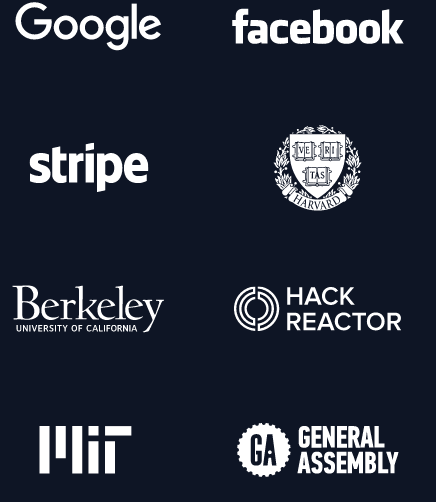 Google
facebook
stripe
VE RI
TAS
HARVARD
Berkeley
UNIVERSITY OF CALIFORNIA
HACK
REACTOR
MIT
GA
GENERAL
ASSEMBLY